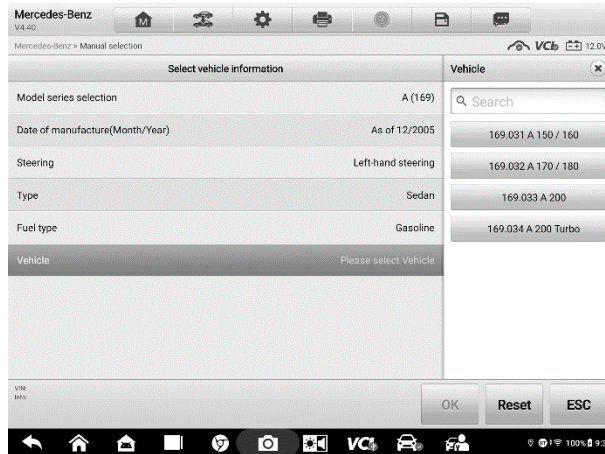 Mercedes-Benz
V4.40
Mercedes-Benz > Manual selection
VCI 12.0V
Select vehicle information
Vehicle
Model series selection A (169)
Search
Date of manufacture(Month/Year) As of 12/2005
169.031 A 150 / 160
Steering Left-hand steering
169.032 A 170 / 180
Type Sedan
169.033 A 200
Fuel type Gasoline
169.034 A 200 Turbo
Vehicle Please select Vehicle
VIN:
Info:
OK Reset ESC
VCI 100%